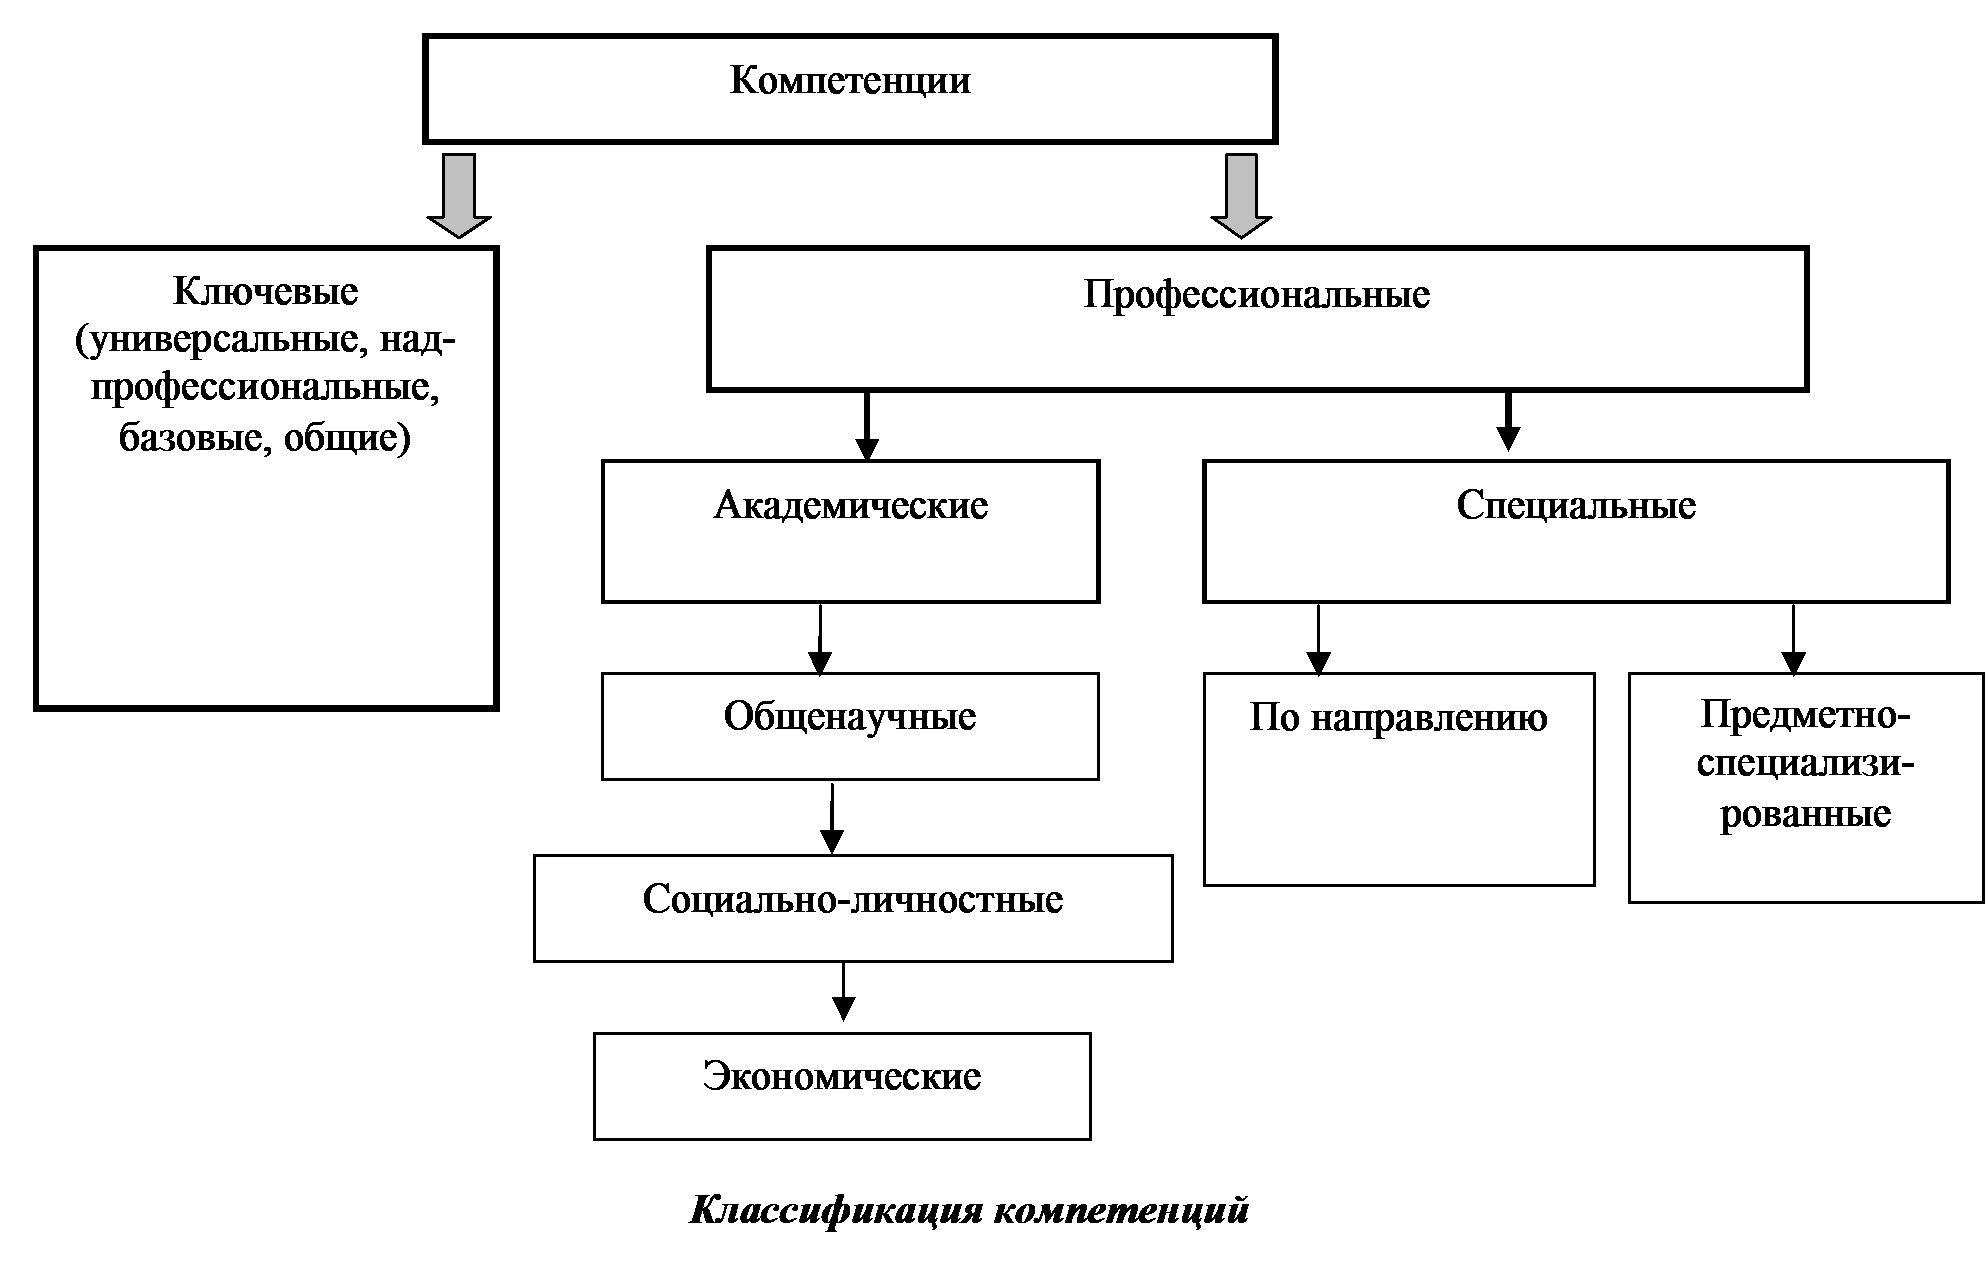 Компетенции
Ключевые
(универсальные, над-
профессиональные,
базовые, общие)
Профессиональные
Академические
Специальные
Общенаучные
По направлению
Предметно-
специализи-
рованные
Социально-личностные
Экономические
Классификация компетенций